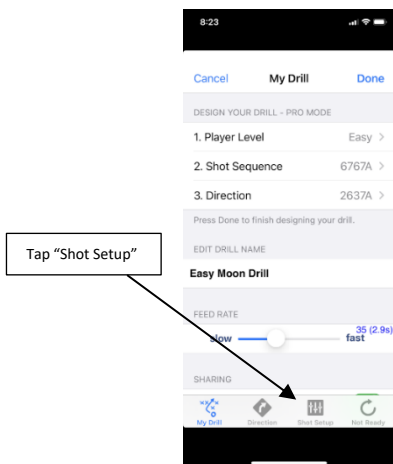 8:23
Cancel My Drill Done
DESIGN YOUR DRILL - PRO MODE
1. Player Level Easy >
2. Shot Sequence 6767A >
3. Direction 2637A >
Press Done to finish designing your drill.
EDIT DRILL NAME
Tap “Shot Setup”
Easy Moon Drill
FEED RATE
35 (2.9s)
slow fast
SHARING
My Drill Direction Shot Setup Not Ready